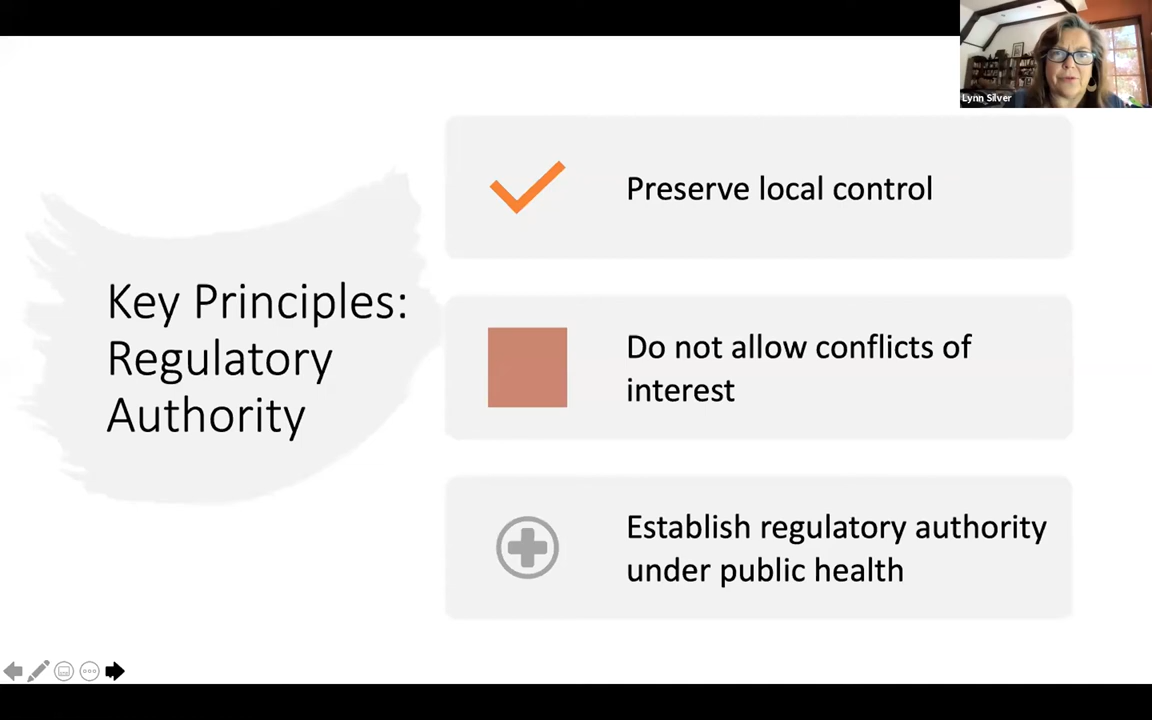 Lynn Silver
Key Principles:
Regulatory
Authority
Preserve local control
Do not allow conflicts of
interest
Establish regulatory authority
under public health